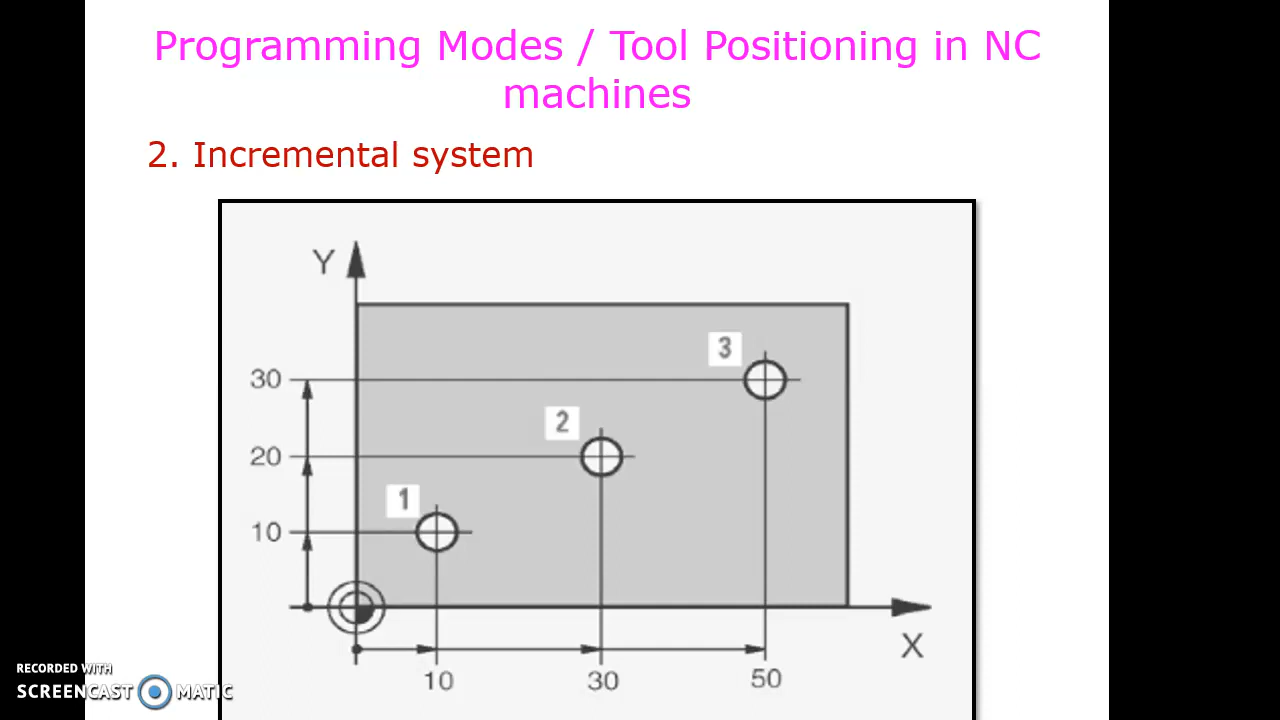 Programming Modes / Tool Positioning in NC
machines
2. Incremental system
Y
3
30
2
20
1
10
X
10 30 50
RECORDED WITH
SCREENCAST MATIC